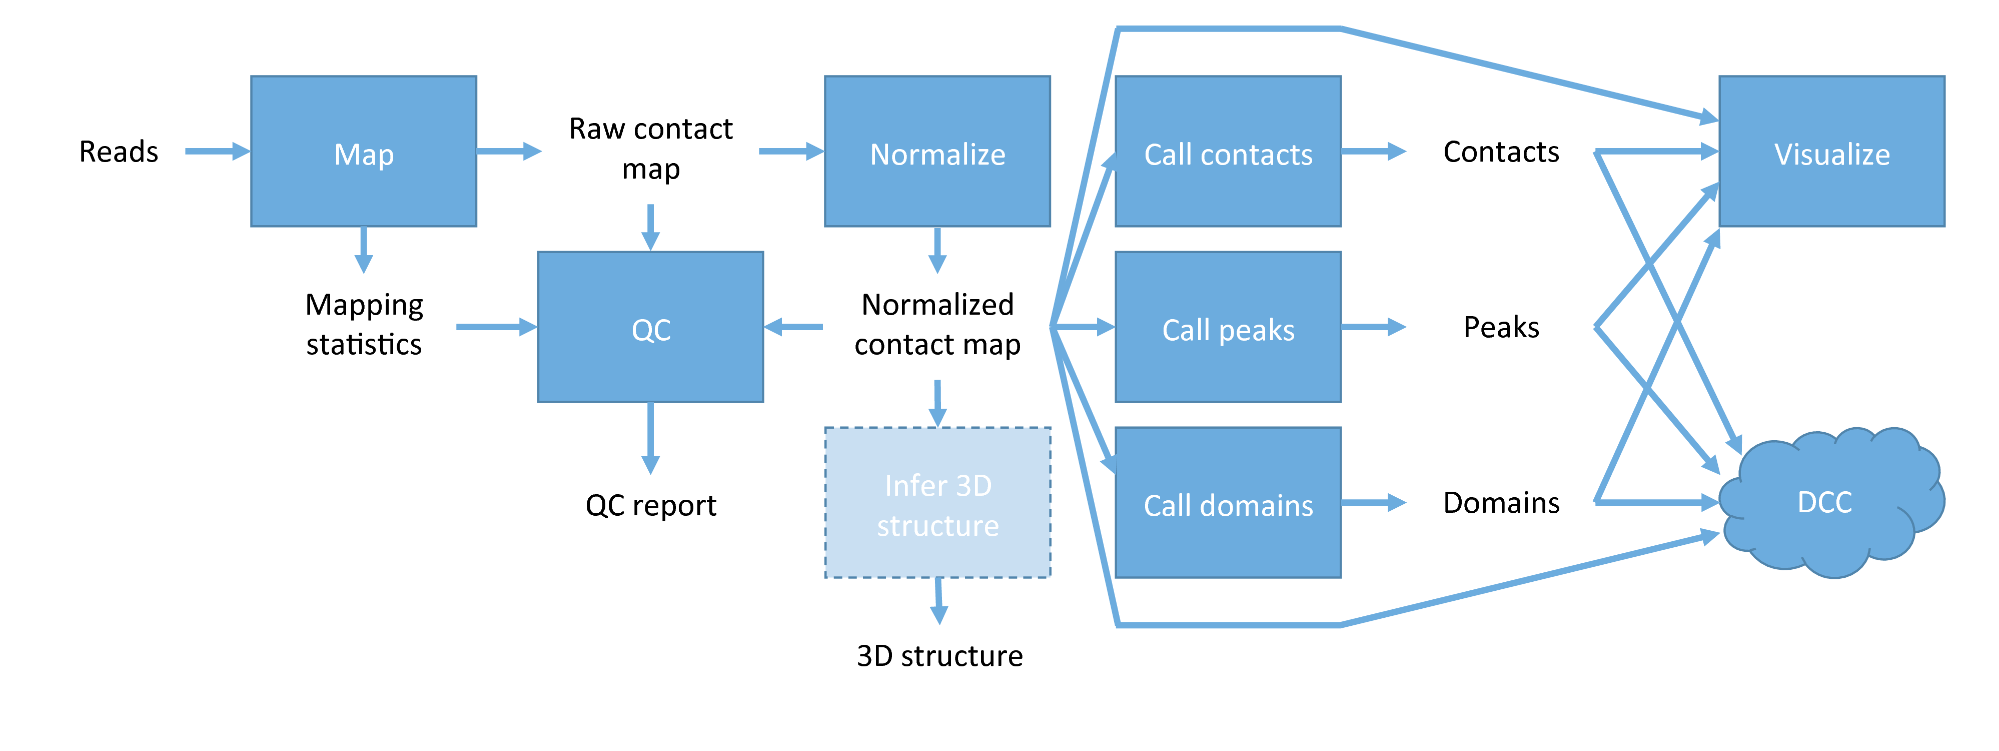 Reads
Map
Raw contact
map
Normalize
Call contacts
Contacts
Visualize
Mapping
statistics
QC
Normalized
contact map
Call peaks
Peaks
QC report
Infer 3D
structure
Call domains
Domains
DCC
3D structure